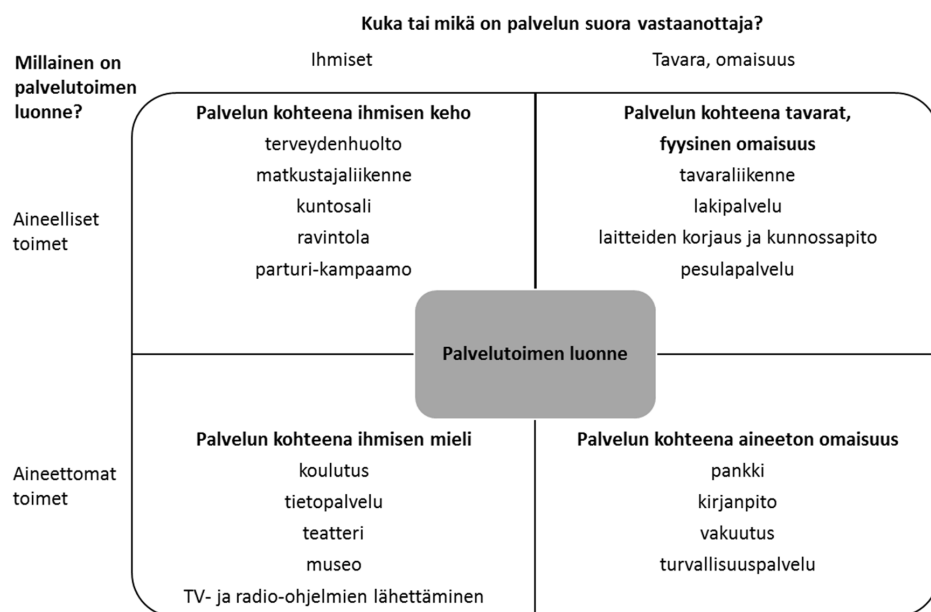 Kuka tai mikä on palvelun suora vastaanottaja?
Millainen on
palvelutoimen
luonne?
Ihmiset
Tavara, omaisuus
Aineelliset
toimet
Palvelun kohteena ihmisen keho
terveydenhuolto
matkustajaliikenne
kuntosali
ravintola
parturi-kampaamo
Palvelun kohteena tavarat,
fyysinen omaisuus
tavaraliikenne
lakipalvelu
laitteiden korjaus ja kunnossapito
pesulapalvelu
Palvelutoimen luonne
Aineettomat
toimet
Palvelun kohteena ihmisen mieli
koulutus
tietopalvelu
teatteri
museo
TV- ja radio-ohjelmien lähettäminen
Palvelun kohteena aineeton omaisuus
pankki
kirjanpito
vakuutus
turvallisuuspalvelu